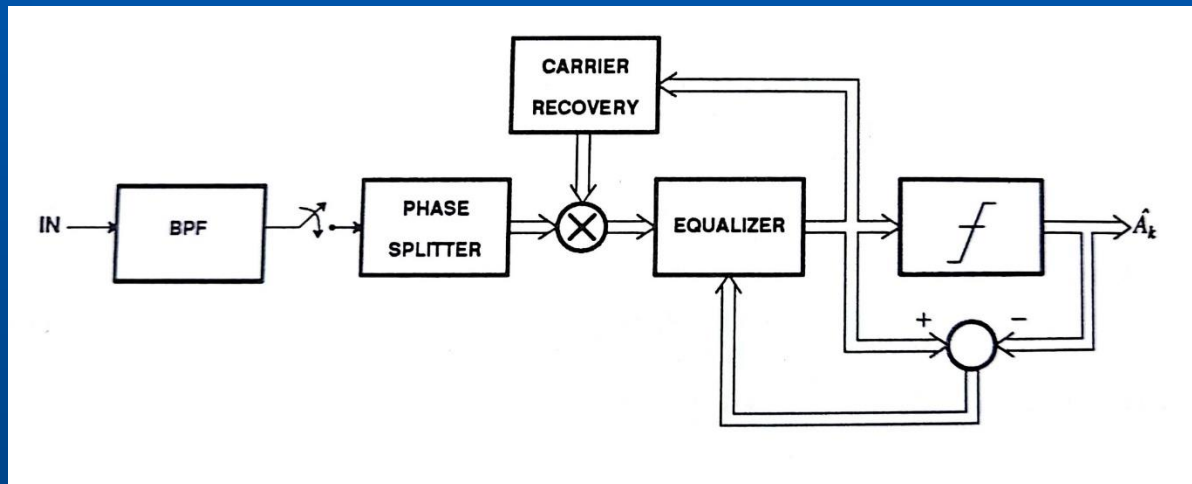 CARRIER
RECOVERY
IN
BPF
PHASE
SPLITTER
EQUALIZER
Â_k
+
−